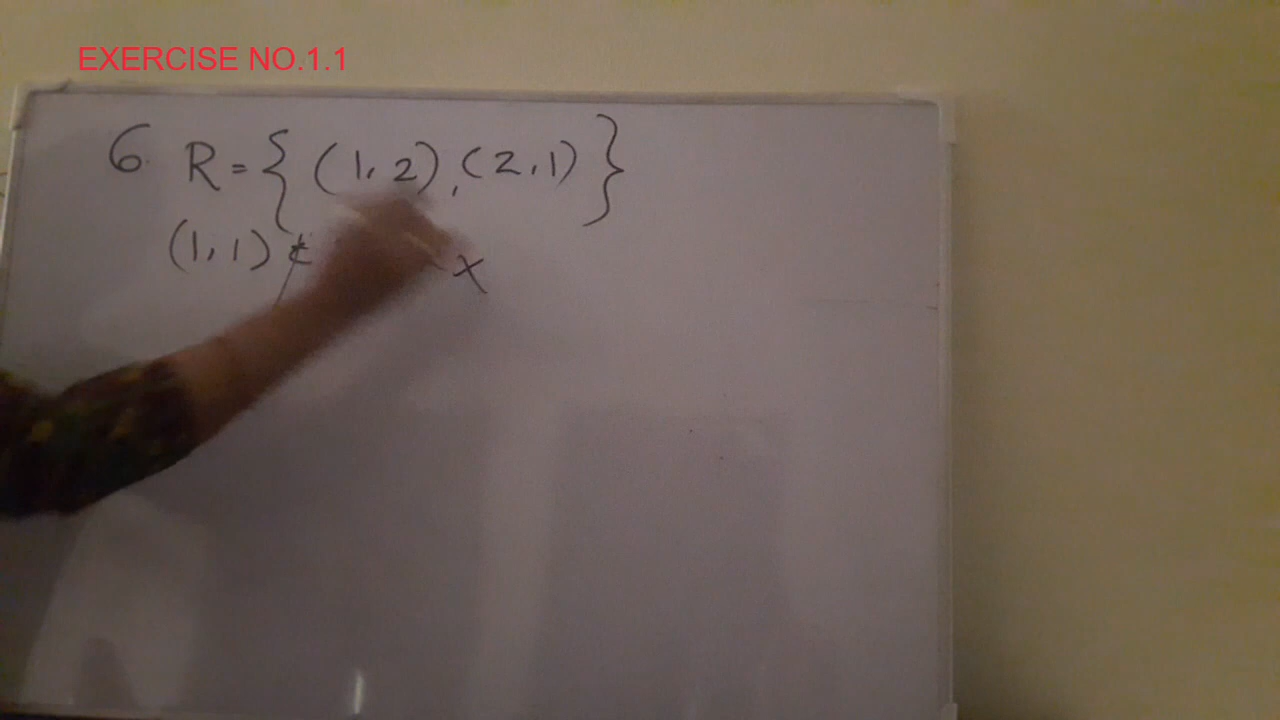 EXERCISE NO.1.1
6. R = { (1,2), (2,1) }
(1,1) ∉ x